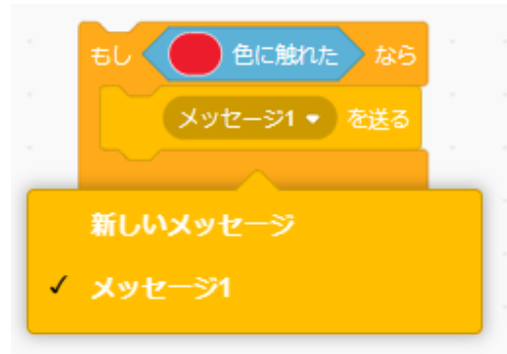 もし 色に触れた なら
メッセージ1 を送る
新しいメッセージ
✓ メッセージ1